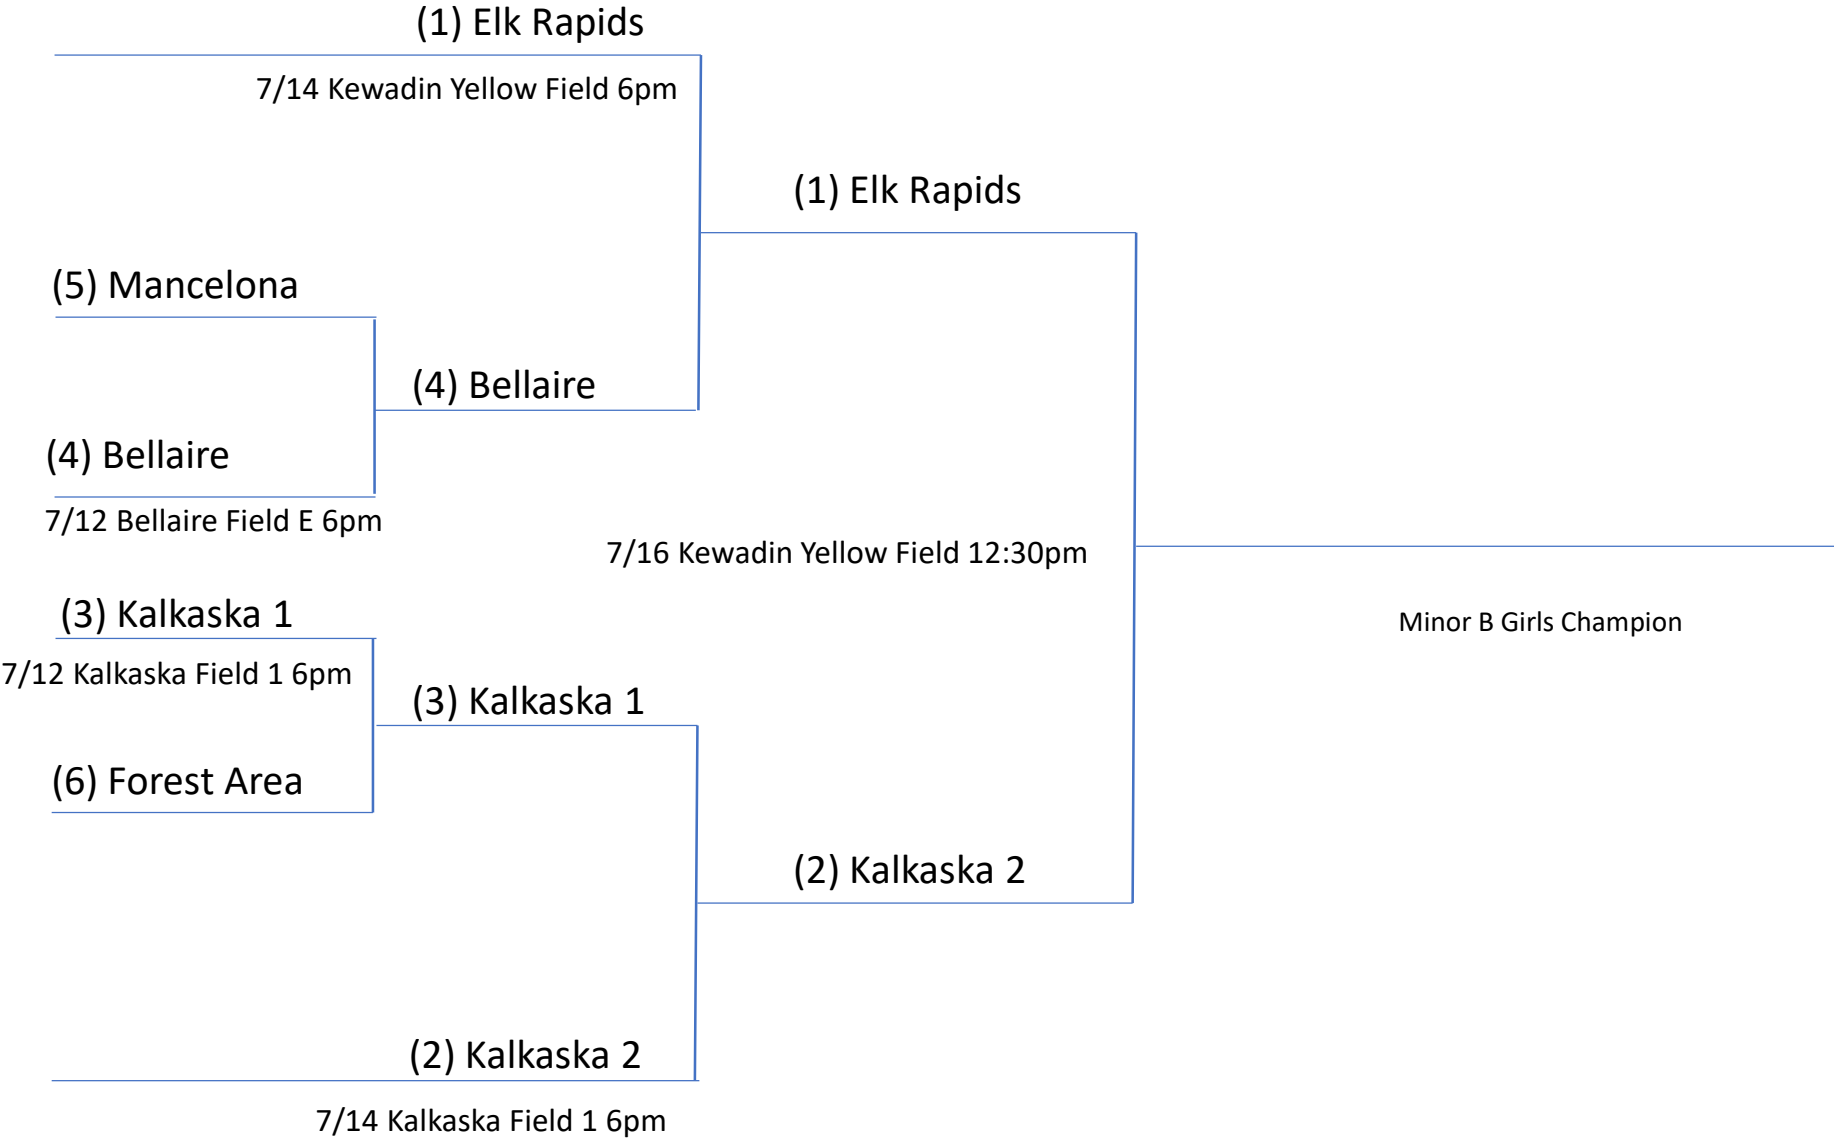 (1) Elk Rapids
7/14 Kewadin Yellow Field 6pm
(1) Elk Rapids
(5) Mancelona
(4) Bellaire
(4) Bellaire
7/12 Bellaire Field E 6pm
7/16 Kewadin Yellow Field 12:30pm
(3) Kalkaska 1
Minor B Girls Champion
7/12 Kalkaska Field 1 6pm
(3) Kalkaska 1
(6) Forest Area
(2) Kalkaska 2
(2) Kalkaska 2
7/14 Kalkaska Field 1 6pm